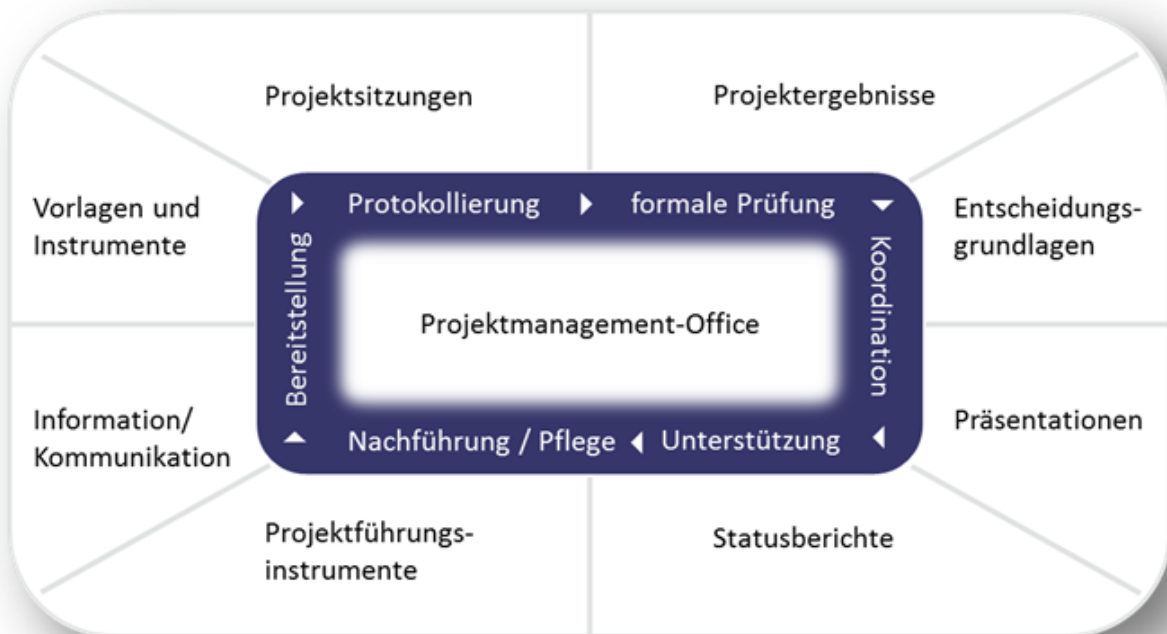 Projektsitzungen
Projektergebnisse
Vorlagen und
Instrumente
Protokollierung
formale Prüfung
Entscheidungs-
grundlagen
Bereitstellung
Projektmanagement-Office
Koordination
Information/
Kommunikation
Nachführung / Pflege
Unterstützung
Präsentationen
Projektführungs-
instrumente
Statusberichte